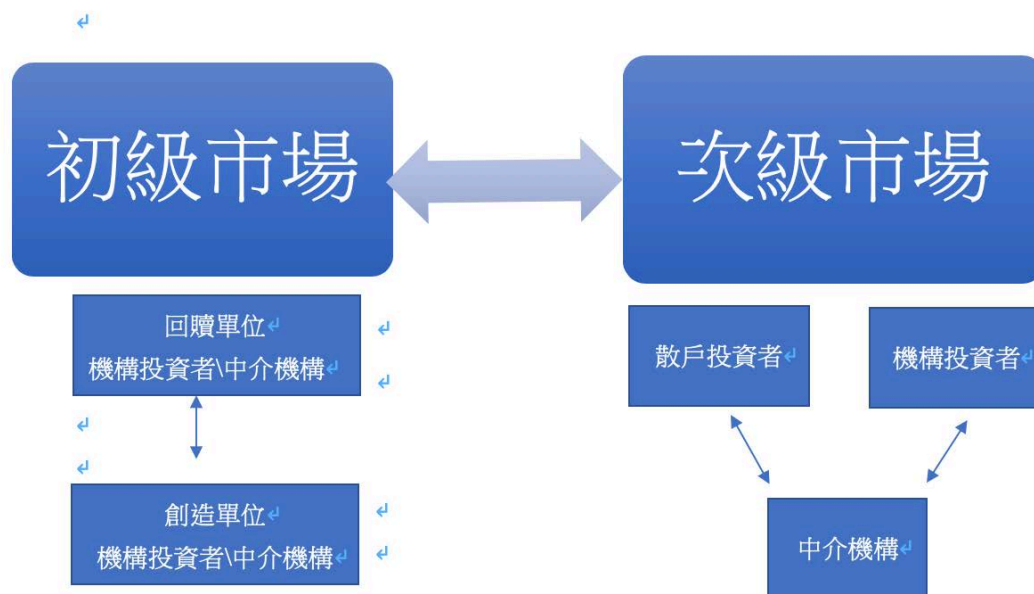 初級市場
次級市場
回贖單位
機構投資者\中介機構
創造單位
機構投資者\中介機構
散戶投資者
機構投資者
中介機構